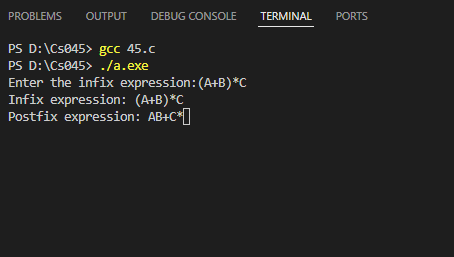 PROBLEMS OUTPUT DEBUG CONSOLE TERMINAL PORTS
PS D:\Cs045> gcc 45.c
PS D:\Cs045> ./a.exe
Enter the infix expression:(A+B)*C
Infix expression: (A+B)*C
Postfix expression: AB+C*